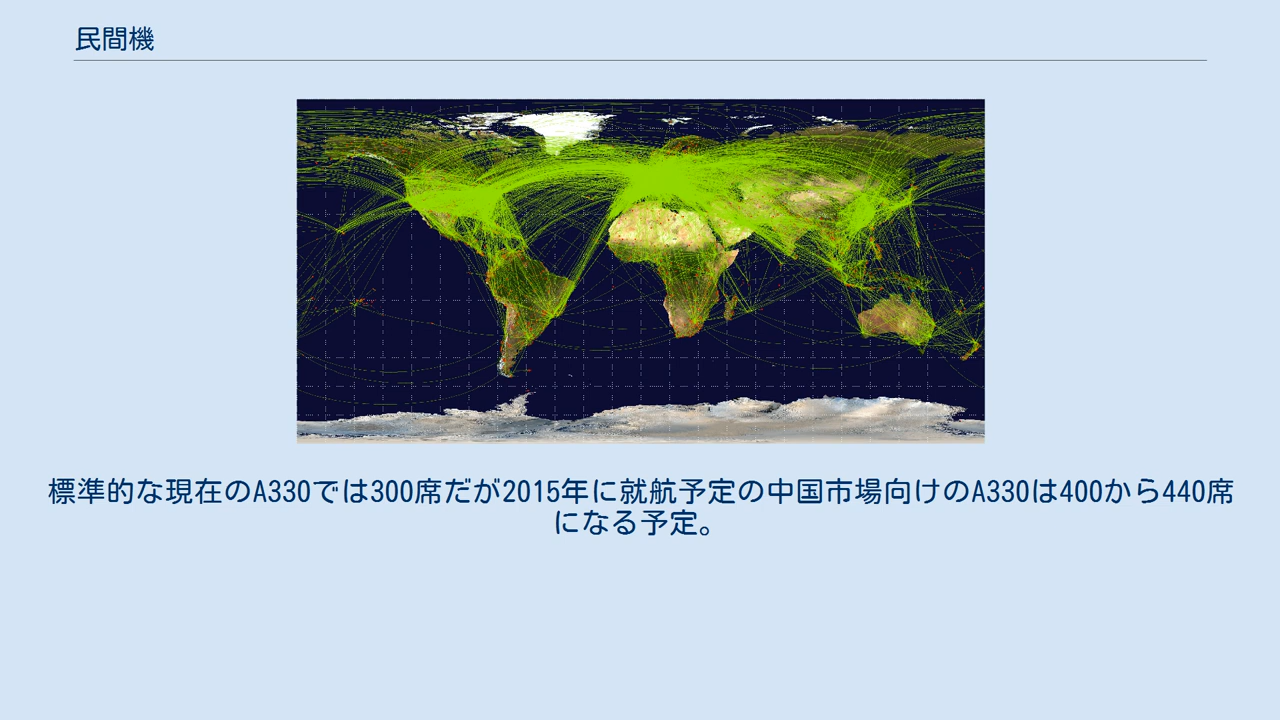 民間機
標準的な現在のA330では300席だが2015年に就航予定の中国市場向けのA330は400から440席
になる予定。